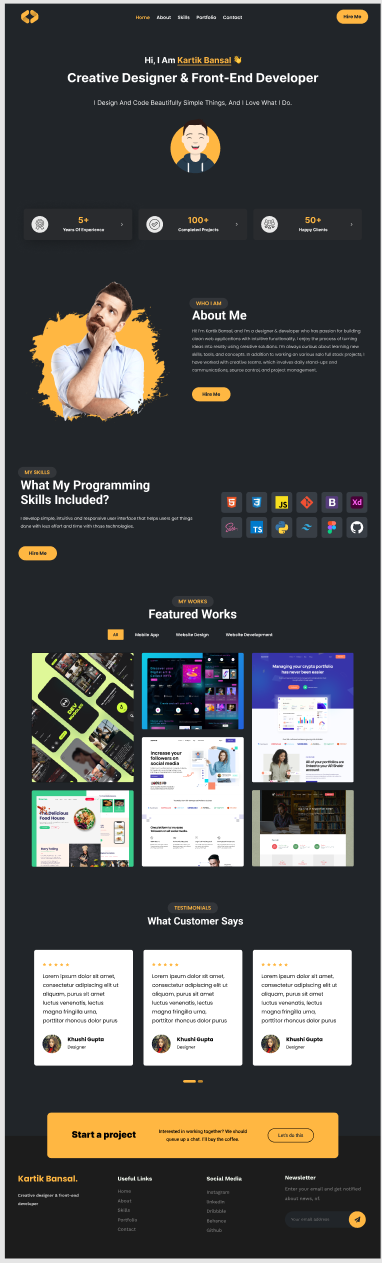 Home About Skills Portfolio Contact Hire Me
Hi, I Am Kartik Bansal 👋
Creative Designer & Front-End Developer
I Design And Code Beautifully Simple Things, And I Love What I Do.
5+
Years Of Experience
100+
Completed Projects
50+
Happy Clients
WHO I AM
About Me
Hi I'm Kartik Bansal, and I'm a designer & developer who has passion for building
clean web applications with intuitive functionality. I enjoy the process of turning
ideas into reality using creative solutions. I'm always curious about learning new
skills, tools, and concepts. In addition to working on various solo full stack projects, I
have worked with creative teams, which involves daily stand-ups and
communications, source control, and project management.
Hire Me
MY SKILLS
What My Programming
Skills Included?
I develop simple, intuitive and responsive user interface that helps users get things
done with less effort and time with those technologies.
Hire Me
JS
B
Xd
Sass
TS
MY WORKS
Featured Works
All Mobile App Website Design Website Development
Managing your crypto portfolio
has never been easier!
Increase your
followers on
social media
The Delicious
Food House
TESTIMONIALS
What Customer Says
Lorem ipsum dolor sit amet,
consectetur adipiscing elit ut
aliquam, purus sit amet
luctus venenatis, lectus
magna fringilla urna,
porttitor rhoncus dolor purus
Khushi Gupta
Designer
Lorem ipsum dolor sit amet,
consectetur adipiscing elit ut
aliquam, purus sit amet
luctus venenatis, lectus
magna fringilla urna,
porttitor rhoncus dolor purus
Khushi Gupta
Designer
Lorem ipsum dolor sit amet,
consectetur adipiscing elit ut
aliquam, purus sit amet
luctus venenatis, lectus
magna fringilla urna,
porttitor rhoncus dolor purus
Khushi Gupta
Designer
Start a project
Interested in working together? We should
queue up a chat. I'll buy the coffee.
Let's do this
Kartik Bansal.
Creative designer & front-end
developer
Useful Links
Home
About
Skills
Portfolio
Contact
Social Media
Instagram
linkedin
Dribbble
Behance
Github
Newsletter
Enter your email and get notified
about news, of.
Your email address